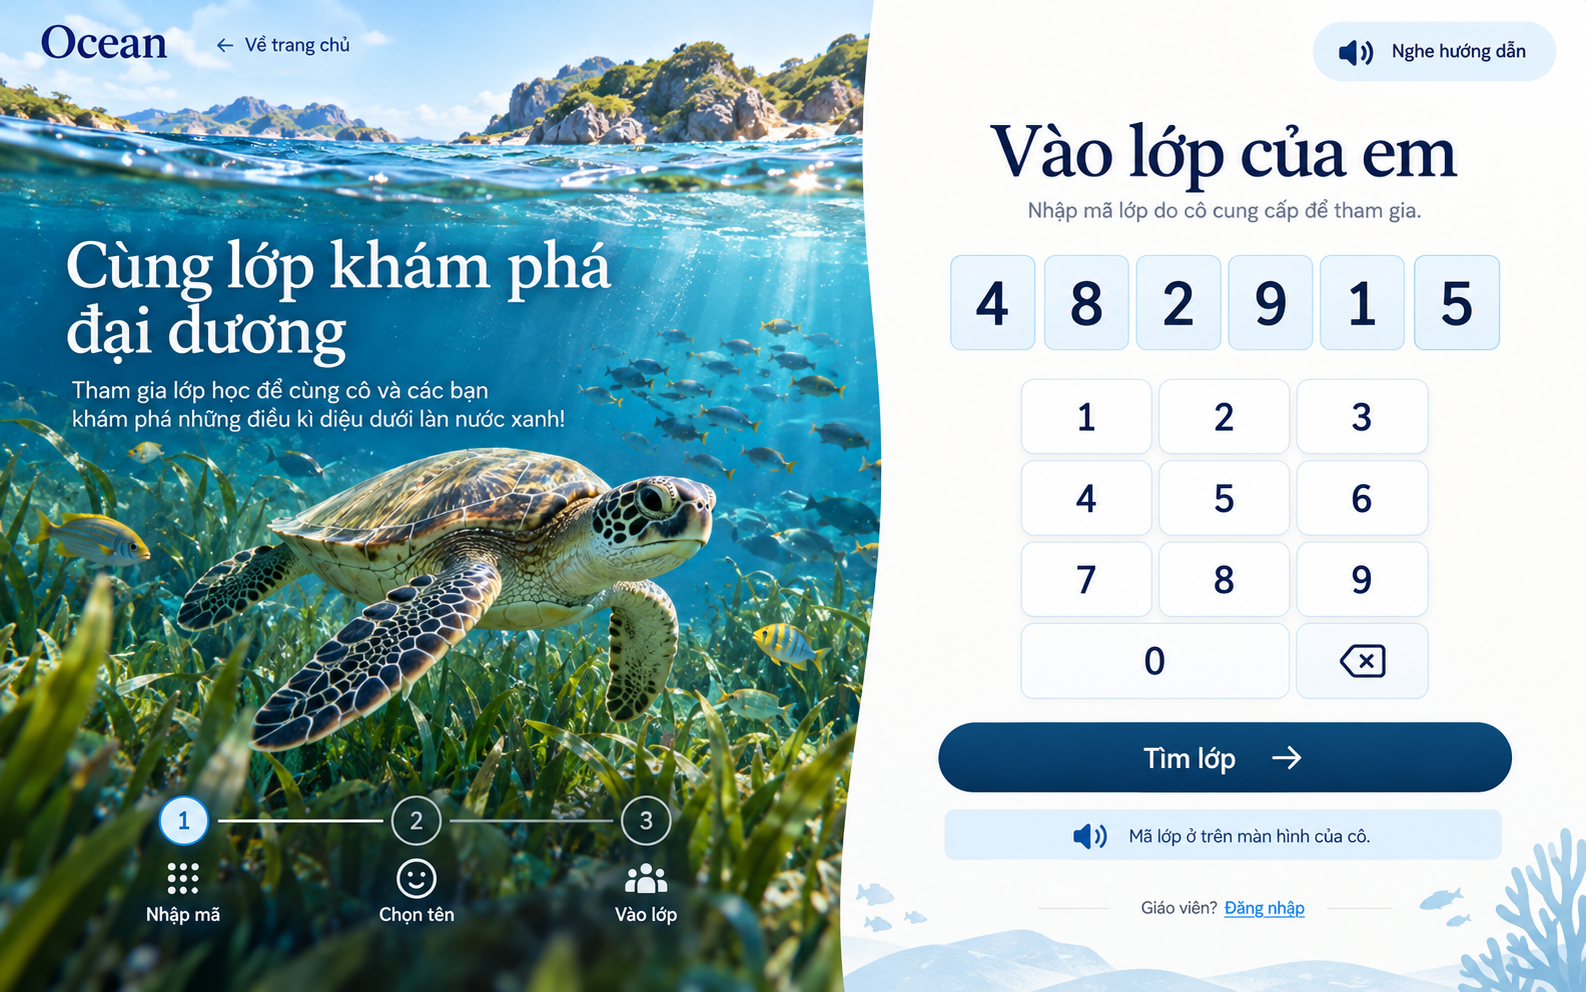 Ocean
← Về trang chủ
Cùng lớp khám phá
đại dương
Tham gia lớp học để cùng cô và các bạn
khám phá những điều kì diệu dưới làn nước xanh!
1
2
3
Nhập mã
Chọn tên
Vào lớp
Nghe hướng dẫn
Vào lớp của em
Nhập mã lớp do cô cung cấp để tham gia.
4 8 2 9 1 5
1 2 3
4 5 6
7 8 9
0
Tìm lớp →
Mã lớp ở trên màn hình của cô.
Giáo viên? Đăng nhập